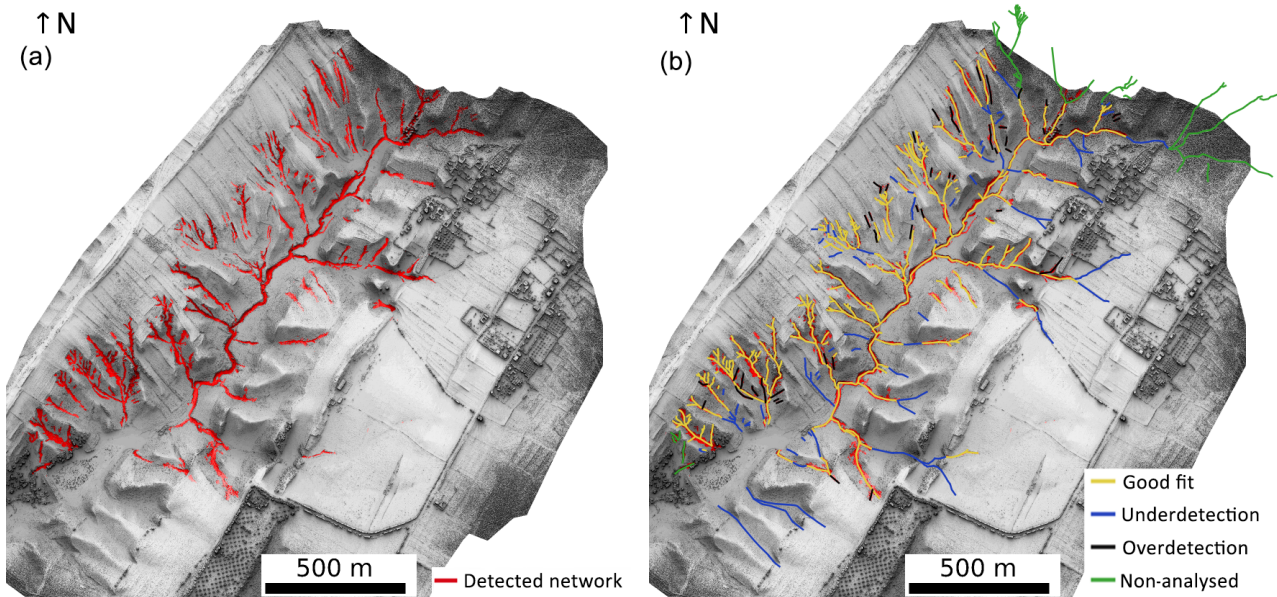 ↑ N
(a)
500 m
Detected network
↑ N
(b)
Good fit
Underdetection
Overdetection
Non-analysed
500 m